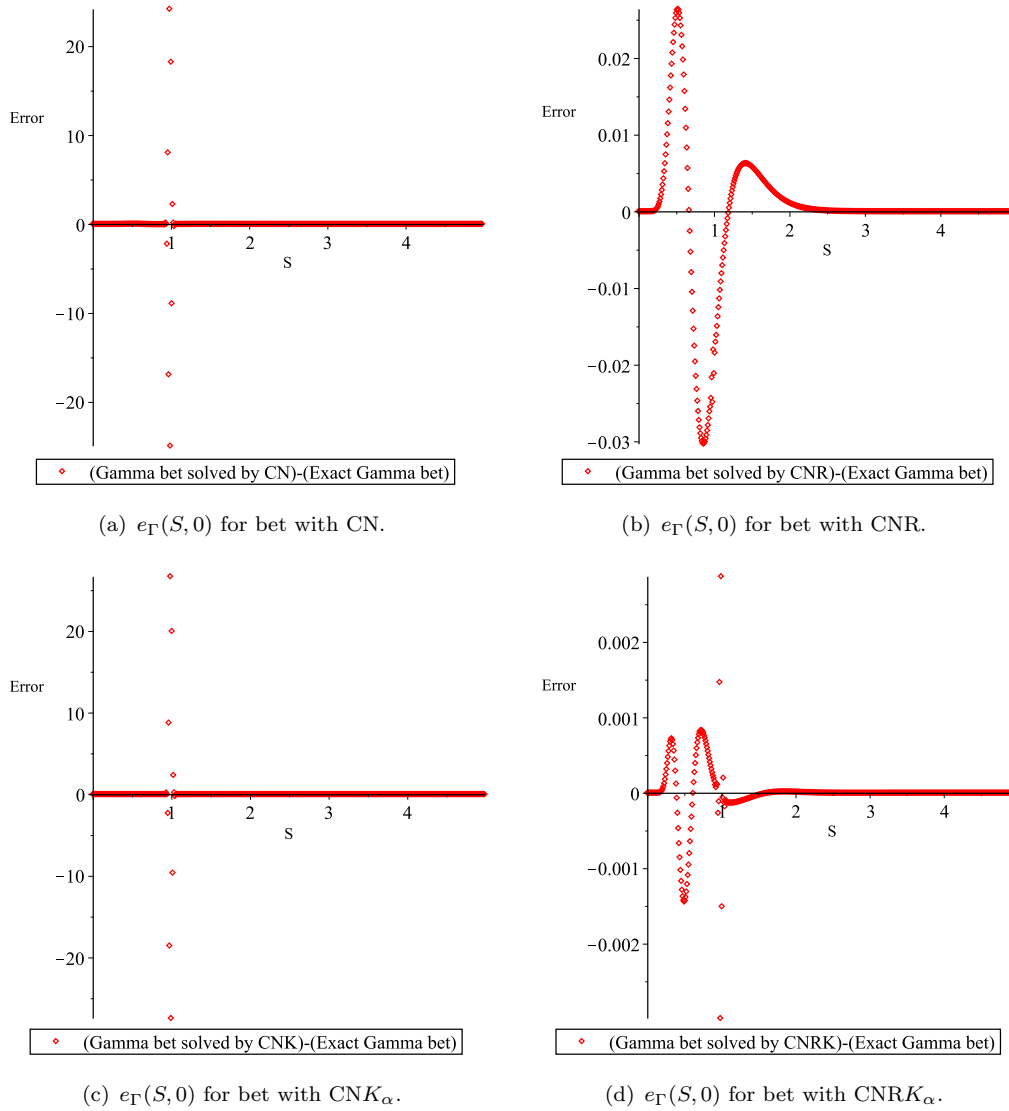 20
10
Error
0
1
2
3
4
S
−10
−20
(Gamma bet solved by CN)-(Exact Gamma bet)
(a) eΓ(S, 0) for bet with CN.
0.02
Error
0.01
0
1
2
3
4
S
−0.01
−0.02
−0.03
(Gamma bet solved by CNR)-(Exact Gamma bet)
(b) eΓ(S, 0) for bet with CNR.
20
Error
10
0
1
2
3
4
S
−10
−20
(Gamma bet solved by CNK)-(Exact Gamma bet)
(c) eΓ(S, 0) for bet with CNKα.
0.002
Error
0.001
0
1
2
3
4
S
−0.001
−0.002
(Gamma bet solved by CNRK)-(Exact Gamma bet)
(d) eΓ(S, 0) for bet with CNRKα.